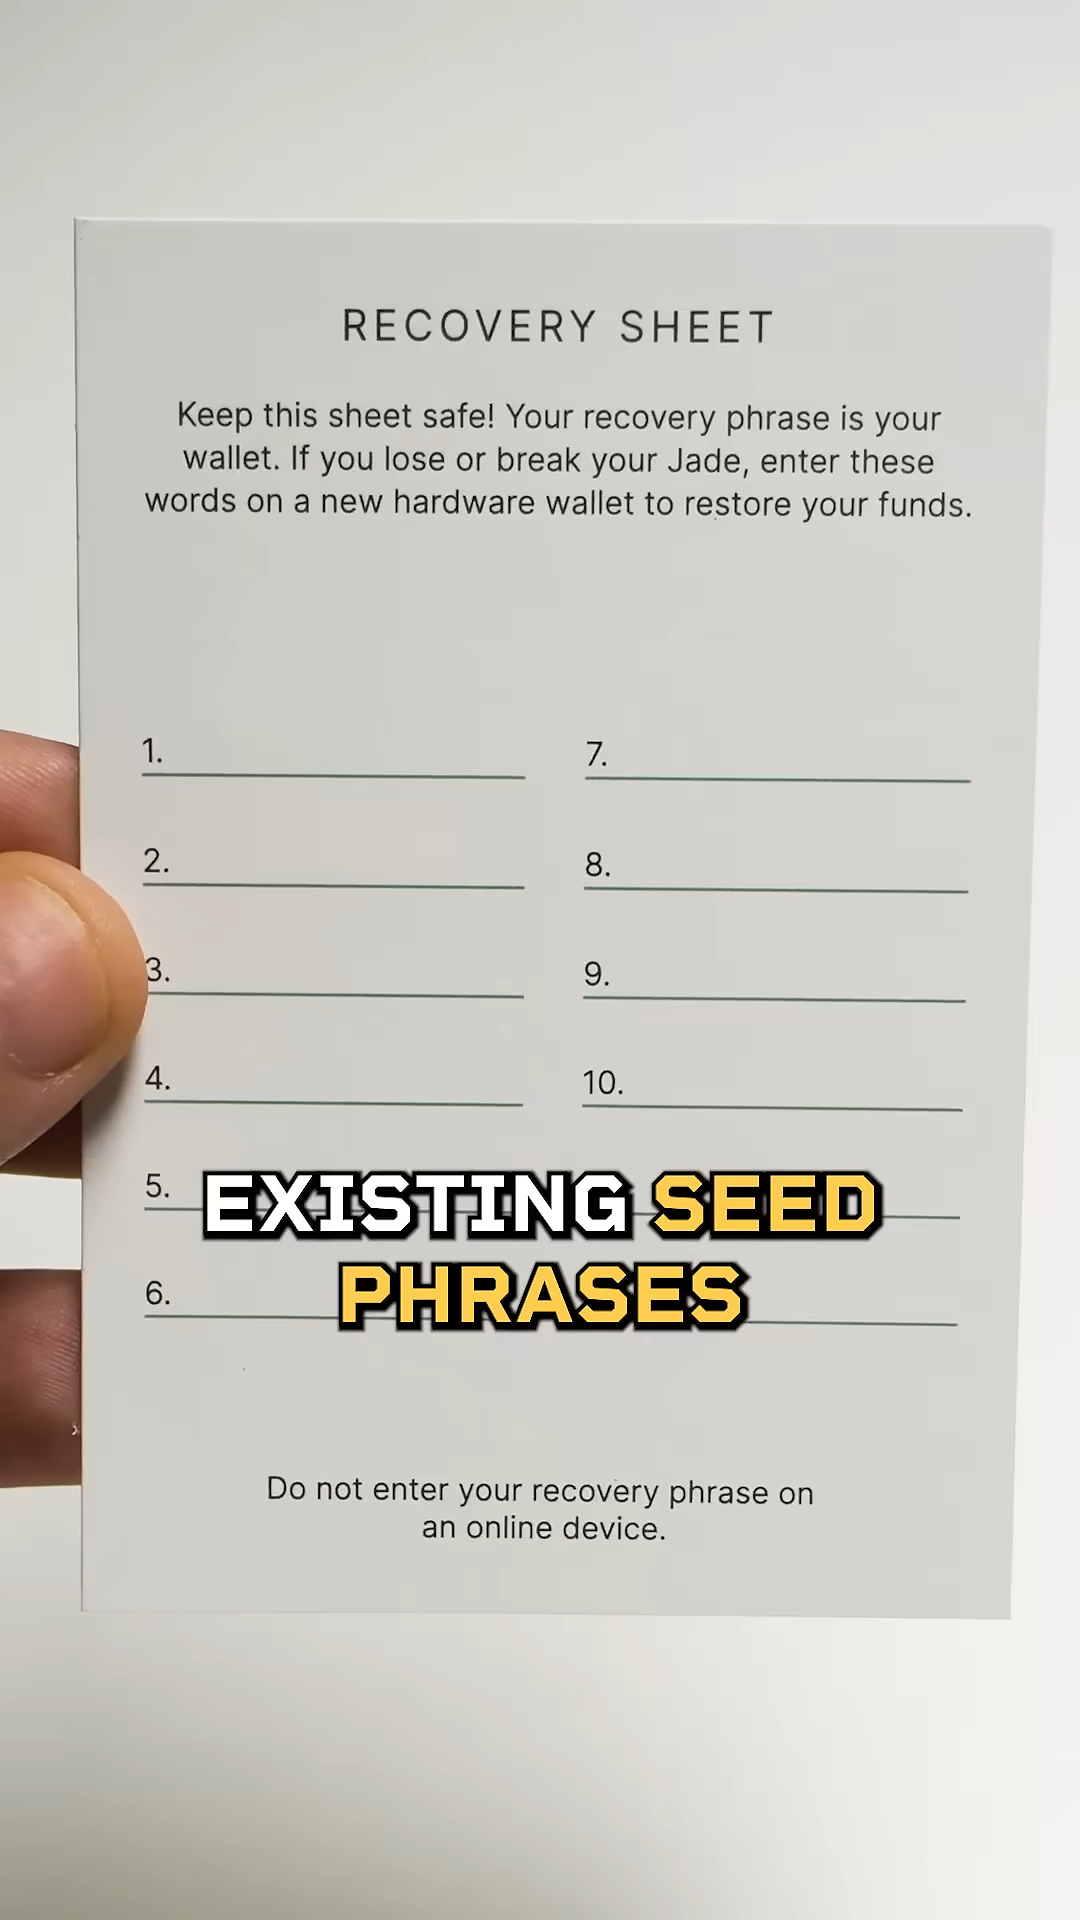 RECOVERY SHEET
Keep this sheet safe! Your recovery phrase is your
wallet. If you lose or break your Jade, enter these
words on a new hardware wallet to restore your funds.
1.
2.
3.
4.
5.
6.
7.
8.
9.
10.
EXISTING SEED
PHRASES
Do not enter your recovery phrase on
an online device.